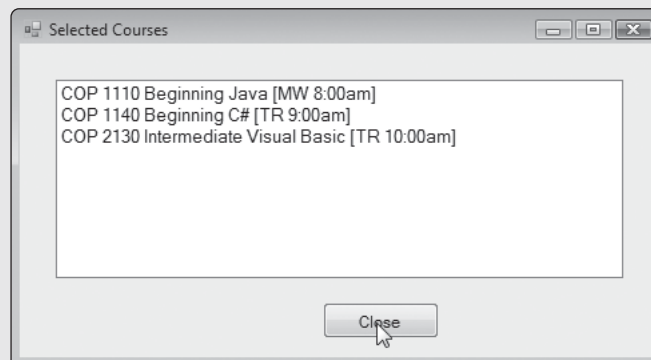 Selected Courses
COP 1110 Beginning Java [MW 8:00am]
COP 1140 Beginning C# [TR 9:00am]
COP 2130 Intermediate Visual Basic [TR 10:00am]
Close